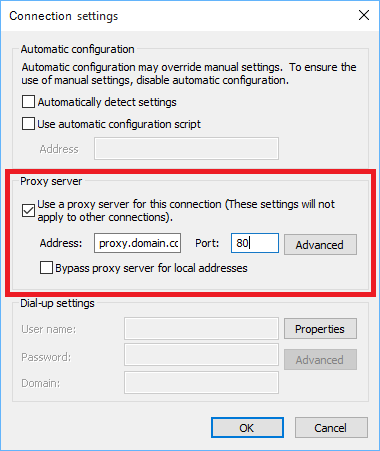 Connection settings
Automatic configuration
Automatic configuration may override manual settings. To ensure the
use of manual settings, disable automatic configuration.
Automatically detect settings
Use automatic configuration script
Address
Proxy server
Use a proxy server for this connection (These settings will not
apply to other connections).
Address: proxy.domain.cc Port: 80 Advanced
Bypass proxy server for local addresses
Dial-up settings
User name: Properties
Password: Advanced
Domain:
OK Cancel